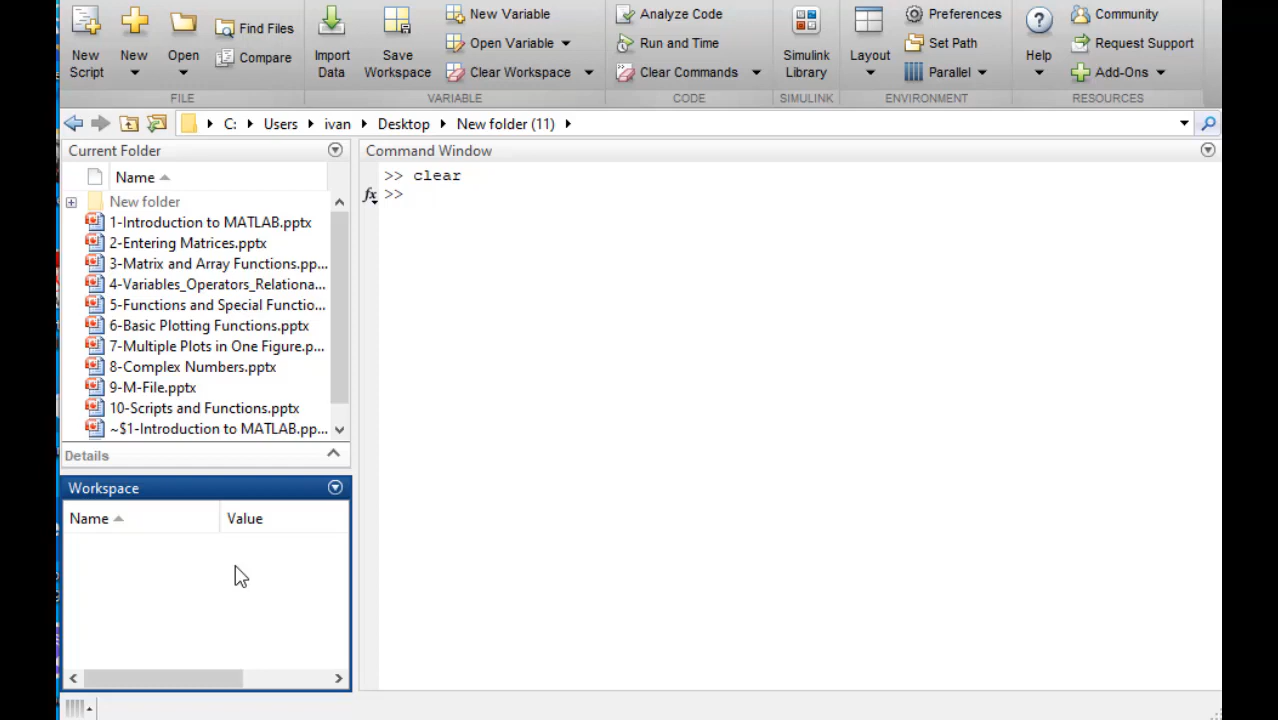 New Script
New
Open
Find Files
Compare
Import Data
Save Workspace
New Variable
Open Variable
Clear Workspace
Analyze Code
Run and Time
Clear Commands
Simulink Library
Layout
Preferences
Set Path
Parallel
Help
Community
Request Support
Add-Ons
FILE
VARIABLE
CODE
SIMULINK
ENVIRONMENT
RESOURCES
C: Users ivan Desktop New folder (11)
Current Folder
Name
New folder
1-Introduction to MATLAB.pptx
2-Entering Matrices.pptx
3-Matrix and Array Functions.pp...
4-Variables_Operators_Relationa...
5-Functions and Special Functio...
6-Basic Plotting Functions.pptx
7-Multiple Plots in One Figure.p...
8-Complex Numbers.pptx
9-M-File.pptx
10-Scripts and Functions.pptx
~$1-Introduction to MATLAB.pp...
Details
Workspace
Name Value
Command Window
>> clear
fx >>